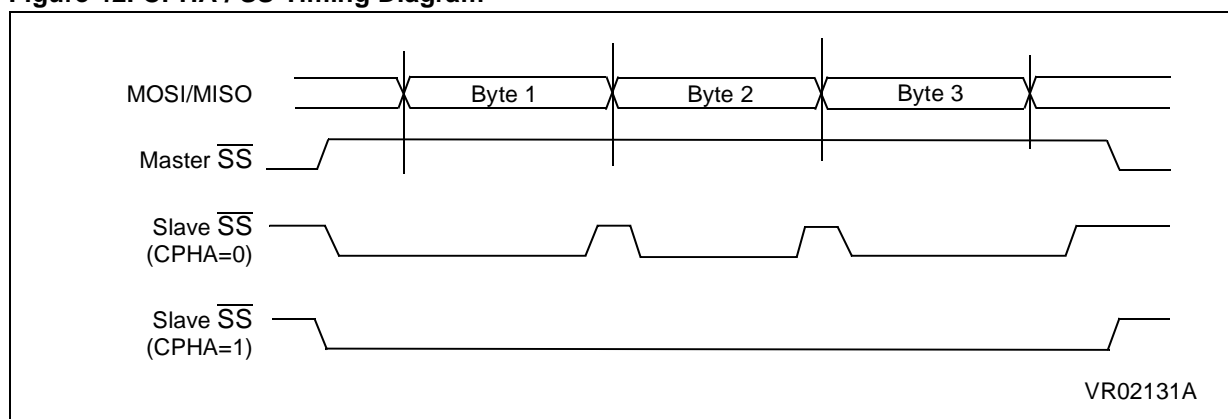 Figure CPHA / SS Timing Diagram
MOSI/MISO
Byte 1
Byte 2
Byte 3
Master SS
Slave SS
(CPHA=0)
Slave SS
(CPHA=1)
VR02131A